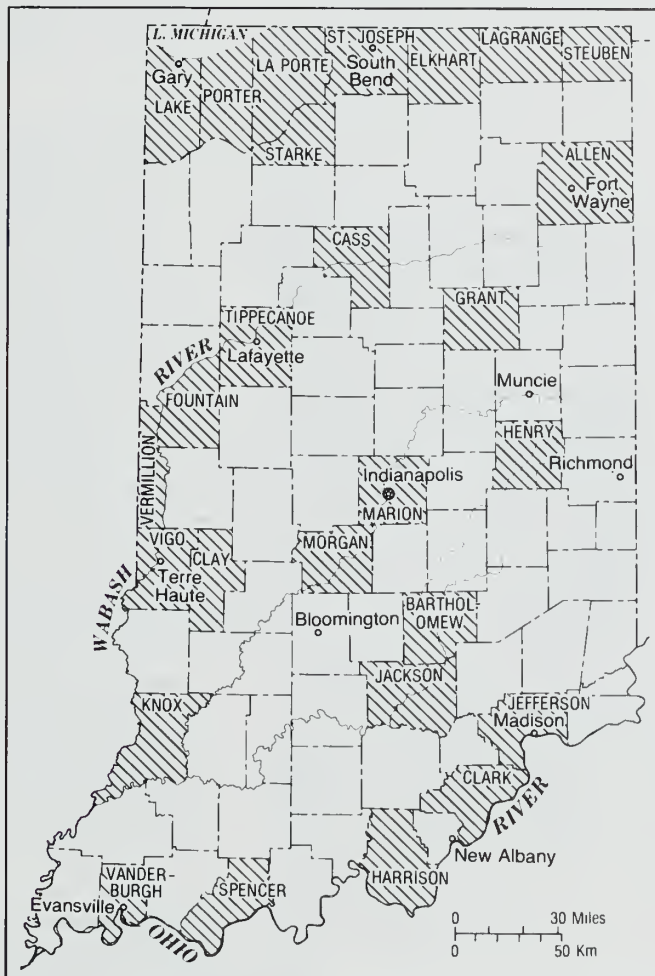 L. MICHIGAN
ST. JOSEPH
LAGRANGE
STEUBEN
LA PORTE
South
Bend
ELKHART
Gary
PORTER
LAKE
STARKE
ALLEN
Fort
Wayne
CASS
GRANT
TIPPECANOE
Lafayette
RIVER
Muncie
FOUNTAIN
HENRY
Richmond
VERMILLION
Indianapolis
MARION
VIGO
CLAY
MORGAN
Terre
Haute
WABASH
BARTHOL-
OMEW
Bloomington
JACKSON
KNOX
JEFFERSON
Madison
CLARK
RIVER
New Albany
HARRISON
VANDER-
BURGH
SPENCER
Evansville
OHIO
0 30 Miles
0 50 Km